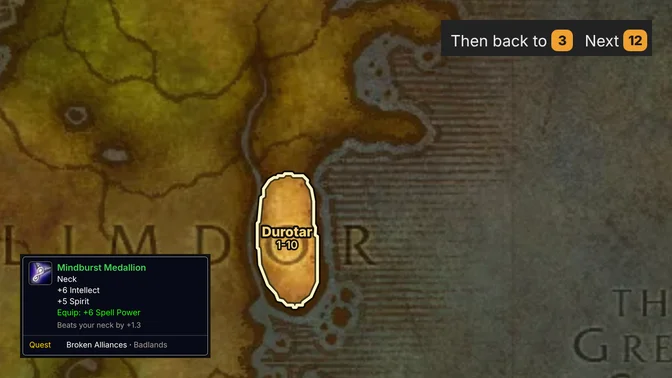 Then back to 3 Next 12
Durotar
1-10
LIMDOR
TH
GRE
Mindburst Medallion
Neck
+6 Intellect
+5 Spirit
Equip: +6 Spell Power
Beats your neck by +1.3
Quest Broken Alliances · Badlands